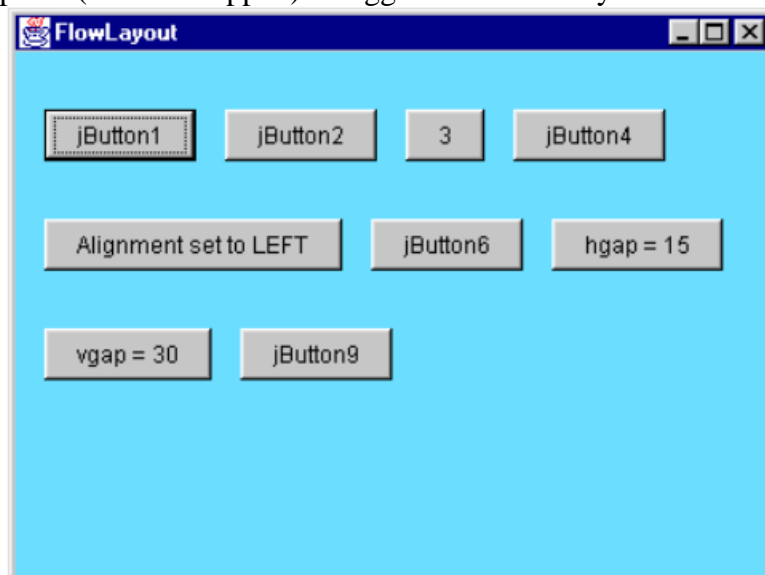 FlowLayout
jButton1 jButton2 3 jButton4
Alignment set to LEFT jButton6 hgap = 15
vgap = 30 jButton9